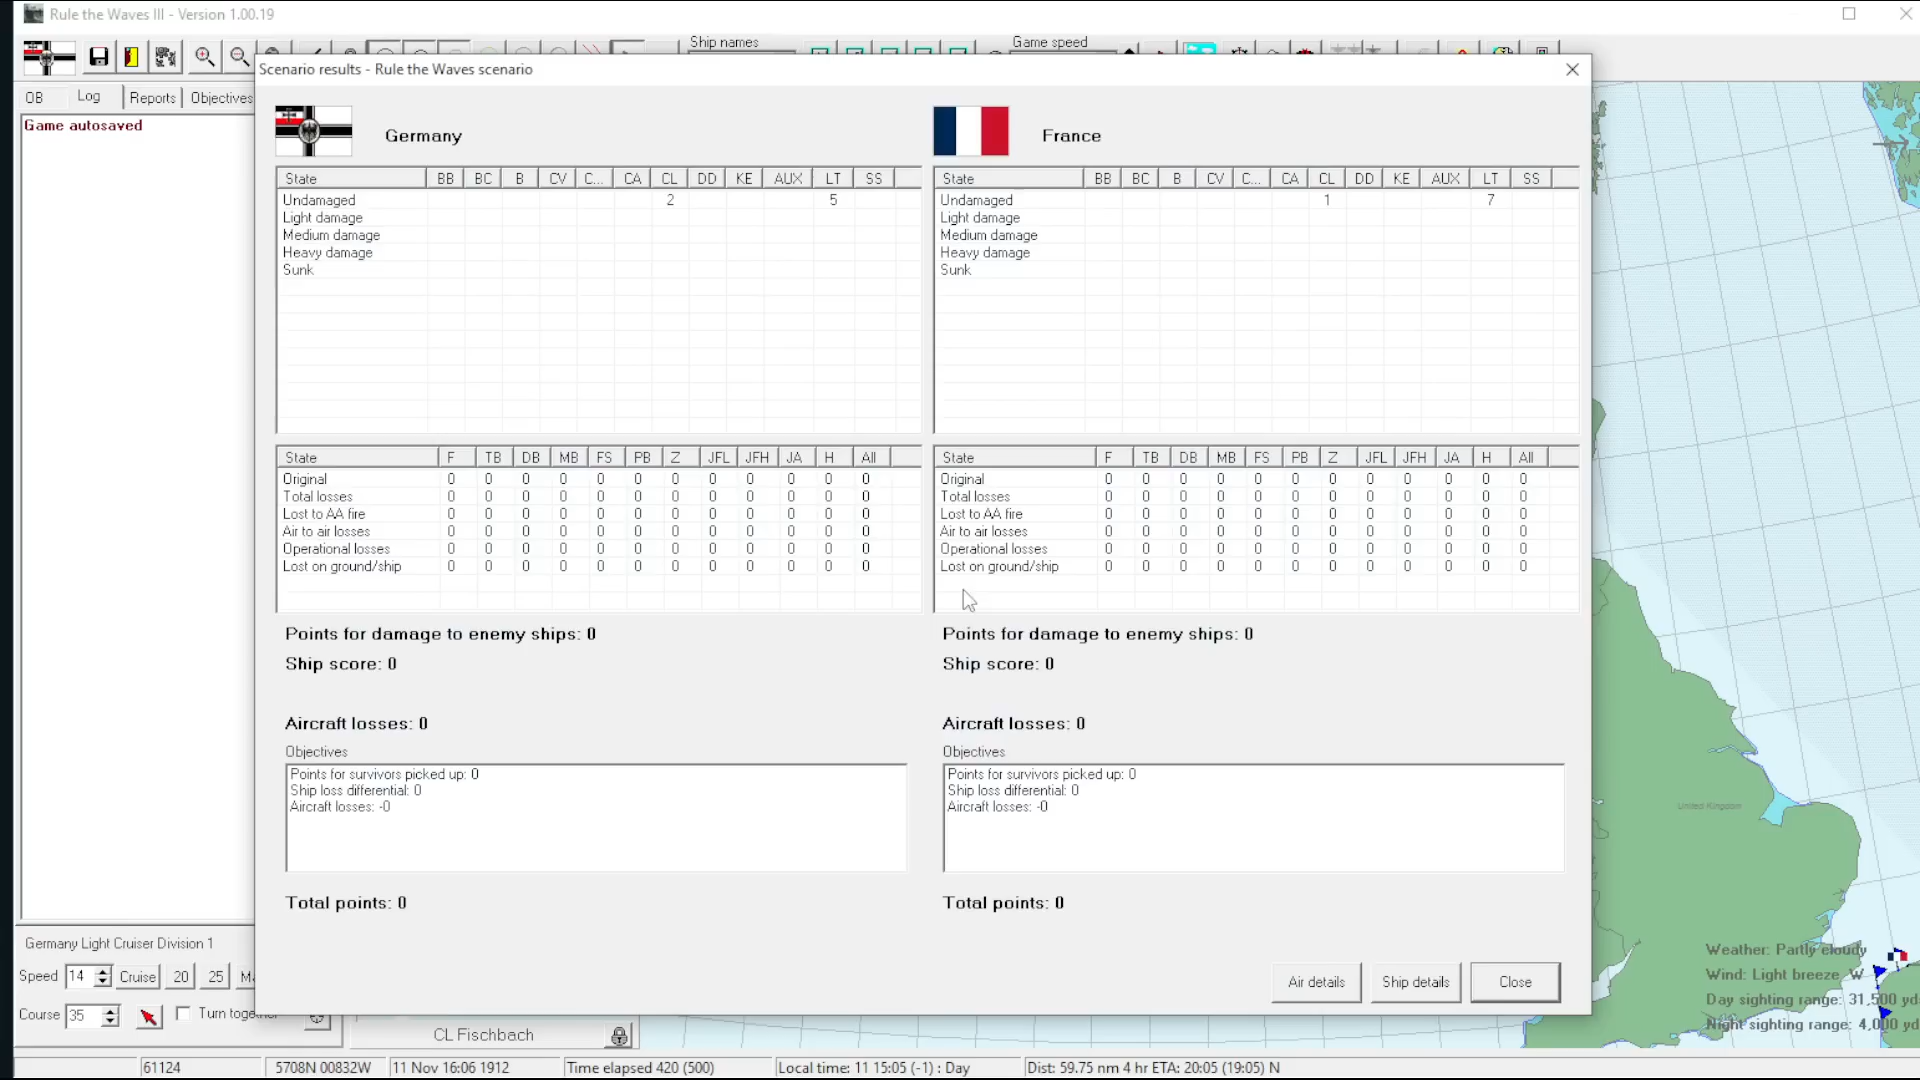 Rule the Waves III - Version 1.00.19
Ship names
Game speed
Scenario results - Rule the Waves scenario
OB Log Reports Objectives
Game autosaved
Germany
State BB BC B CV C... CA CL DD KE AUX LT SS
Undamaged 2 5
Light damage
Medium damage
Heavy damage
Sunk
State F TB DB MB FS PB Z JFL JFH JA H All
Original 0 0 0 0 0 0 0 0 0 0 0 0
Total losses 0 0 0 0 0 0 0 0 0 0 0 0
Lost to AA fire 0 0 0 0 0 0 0 0 0 0 0 0
Air to air losses 0 0 0 0 0 0 0 0 0 0 0 0
Operational losses 0 0 0 0 0 0 0 0 0 0 0 0
Lost on ground/ship 0 0 0 0 0 0 0 0 0 0 0 0
Points for damage to enemy ships: 0
Ship score: 0
Aircraft losses: 0
Objectives
Points for survivors picked up: 0
Ship loss differential: 0
Aircraft losses: -0
Total points: 0
France
State BB BC B CV C... CA CL DD KE AUX LT SS
Undamaged 1 7
Light damage
Medium damage
Heavy damage
Sunk
State F TB DB MB FS PB Z JFL JFH JA H All
Original 0 0 0 0 0 0 0 0 0 0 0 0
Total losses 0 0 0 0 0 0 0 0 0 0 0 0
Lost to AA fire 0 0 0 0 0 0 0 0 0 0 0 0
Air to air losses 0 0 0 0 0 0 0 0 0 0 0 0
Operational losses 0 0 0 0 0 0 0 0 0 0 0 0
Lost on ground/ship 0 0 0 0 0 0 0 0 0 0 0 0
Points for damage to enemy ships: 0
Ship score: 0
Aircraft losses: 0
Objectives
Points for survivors picked up: 0
Ship loss differential: 0
Aircraft losses: -0
Total points: 0
Air details Ship details Close
United Kingdom
Weather: Partly cloudy
Wind: Light breeze W
Day sighting range: 31,500 yd
Night sighting range: 4,000 yd
Germany Light Cruiser Division 1
Speed 14 Cruise 20 25
Course 35 Turn together
CL Fischbach
61124 5708N 00832W 11 Nov 16:06 1912 Time elapsed 420 (500) Local time: 11 15:05 (-1) : Day Dist: 59.75 nm 4 hr ETA: 20:05 (19:05) N